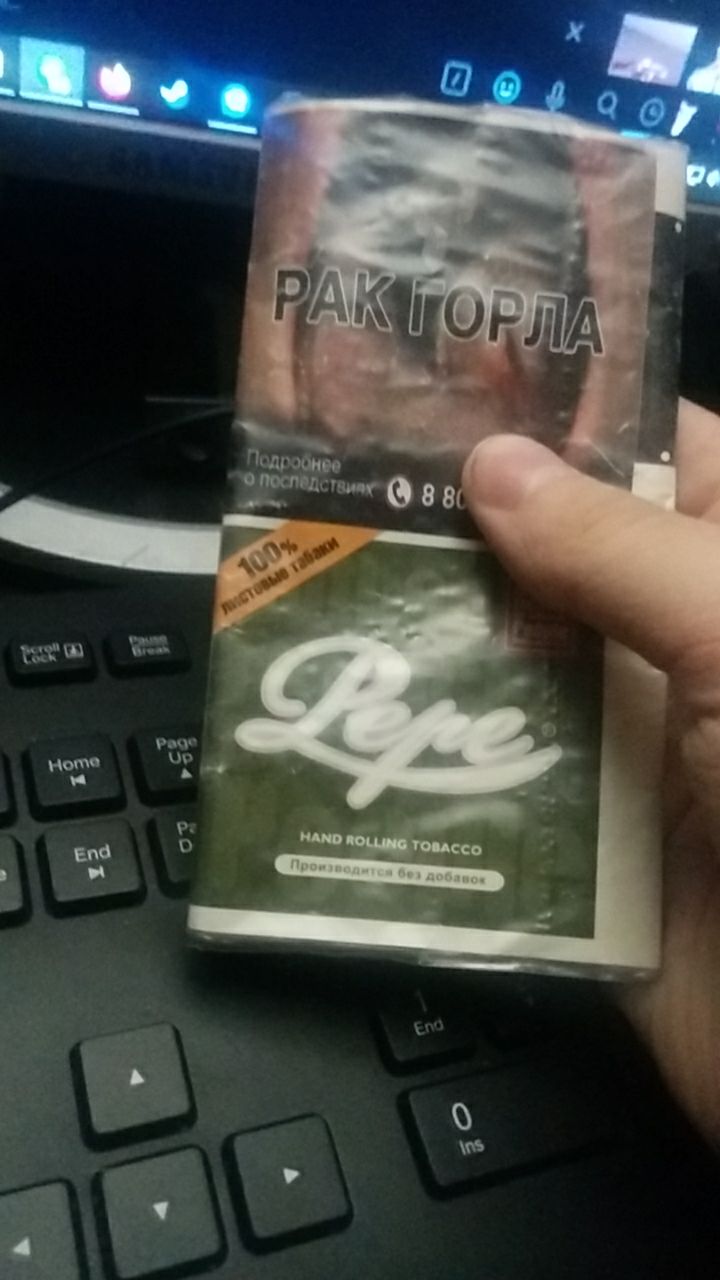 РАК ГОРЛА
Подробнее
о последствиях
8 80
100%
листовые табаки
Pepe
HAND ROLLING TOBACCO
Производится без добавок
Scroll
Lock
Pause
Break
Home
Page
Up
End
End
0
Ins